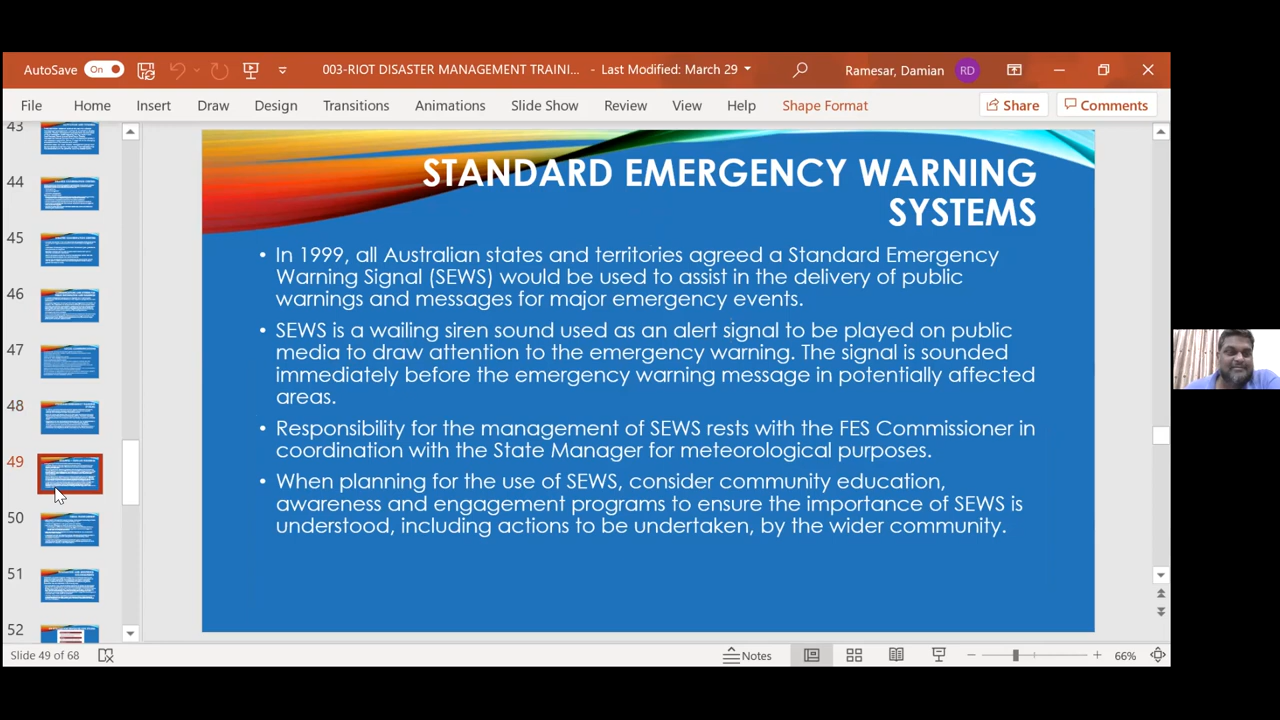 AutoSave On 003-RIOT DISASTER MANAGEMENT TRAINI... - Last Modified: March 29 Ramesar, Damian RD
File Home Insert Draw Design Transitions Animations Slide Show Review View Help Shape Format Share Comments
43
44
45
46
47
48
49
50
51
52
STANDARD EMERGENCY WARNING
SYSTEMS
• In 1999, all Australian states and territories agreed a Standard Emergency
Warning Signal (SEWS) would be used to assist in the delivery of public
warnings and messages for major emergency events.
• SEWS is a wailing siren sound used as an alert signal to be played on public
media to draw attention to the emergency warning. The signal is sounded
immediately before the emergency warning message in potentially affected
areas.
• Responsibility for the management of SEWS rests with the FES Commissioner in
coordination with the State Manager for meteorological purposes.
• When planning for the use of SEWS, consider community education,
awareness and engagement programs to ensure the importance of SEWS is
understood, including actions to be undertaken, by the wider community.
Slide 49 of 68 Notes 66%